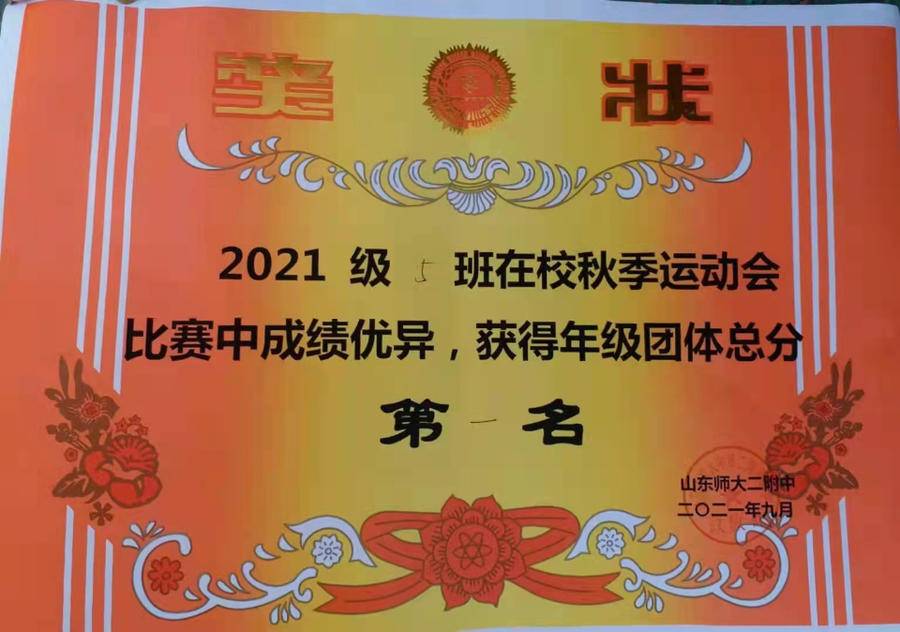 奖状
2021 级 5 班在校秋季运动会
比赛中成绩优异，获得年级团体总分
第一名
山东师大二附中
二〇二一年九月